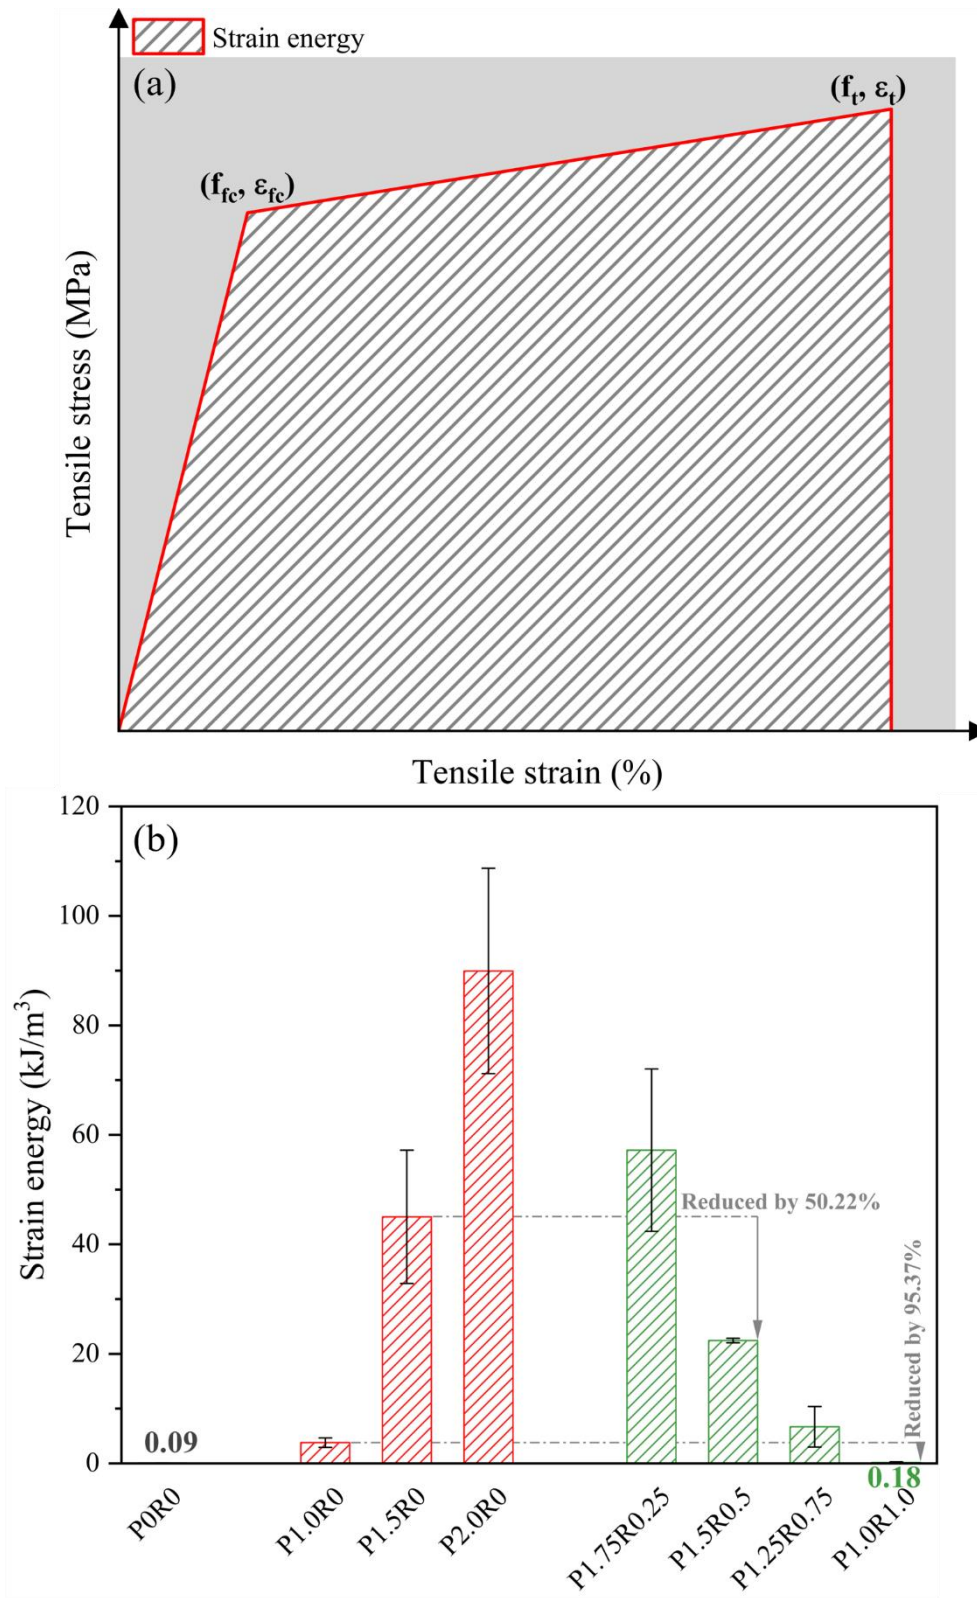 Strain energy
(a)
(fₜ, εₜ)
(f_fc, ε_fc)
Tensile stress (MPa)
Tensile strain (%)
(b)
120
100
80
60
40
20
0
Strain energy (kJ/m³)
Reduced by 50.22%
Reduced by 95.37%
0.09
0.18
P0R0
P1.0R0
P1.5R0
P2.0R0
P1.75R0.25
P1.5R0.5
P1.25R0.75
P1.0R1.0